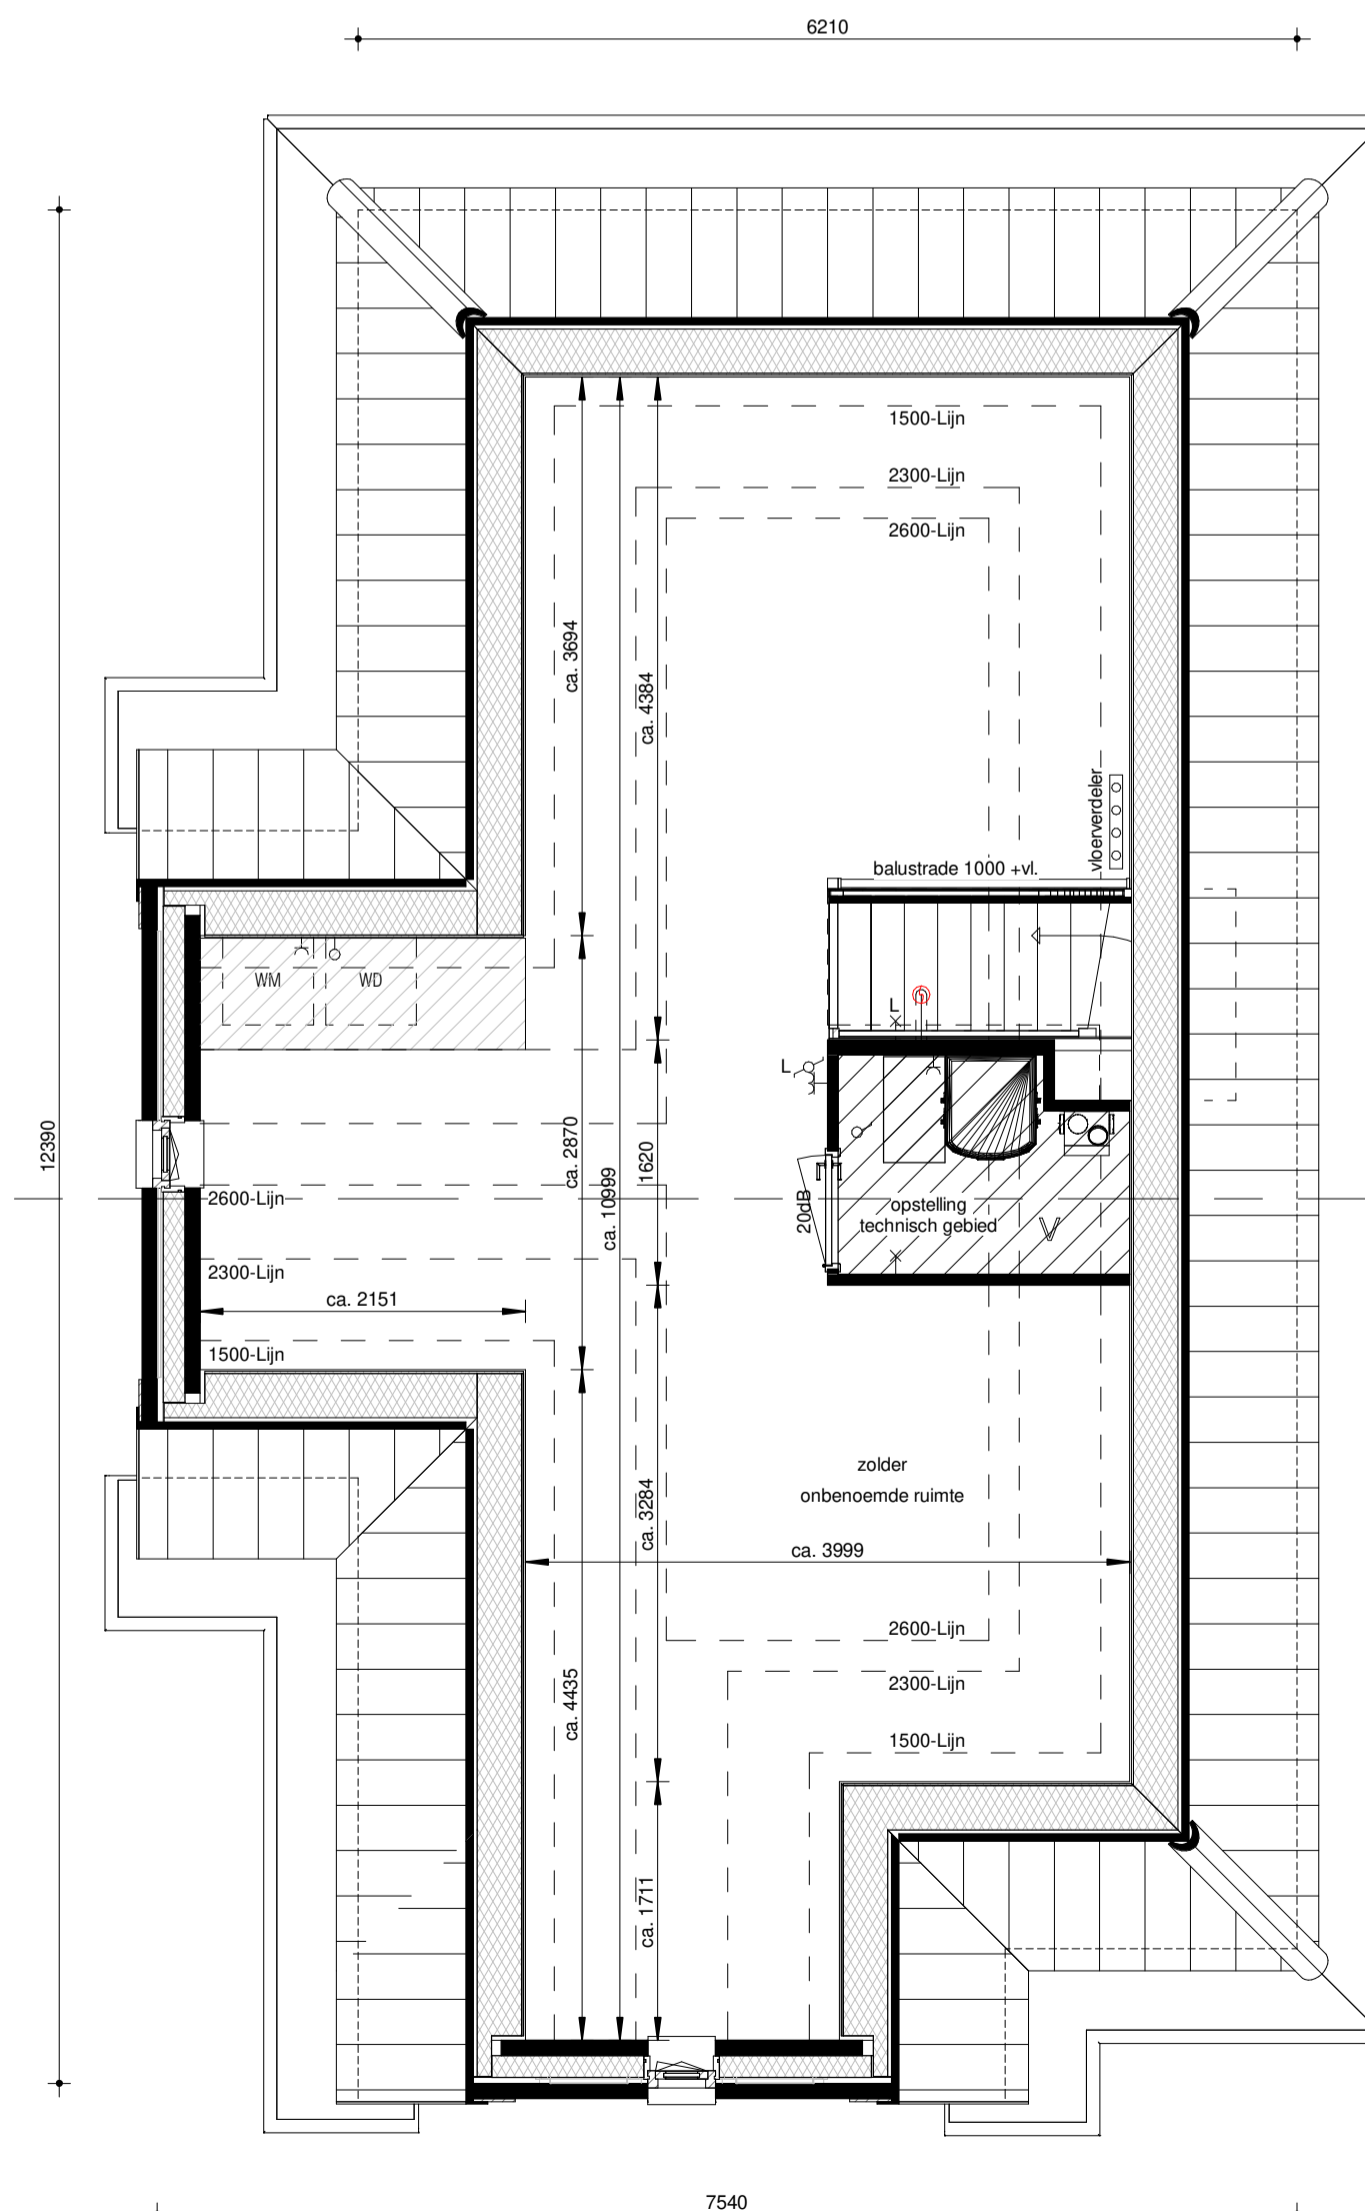 6210
1500-Lijn
2300-Lijn
2600-Lijn
ca. 3694
ca. 4384
vloerverdeler
balustrade 1000 +vl.
WM
WD
L
L
12390
ca. 2870
ca. 10999
1620
2600-Lijn
20dB
opstelling
technisch gebied
V
2300-Lijn
ca. 2151
1500-Lijn
zolder
onbenoemde ruimte
ca. 3284
ca. 3999
2600-Lijn
ca. 4435
2300-Lijn
1500-Lijn
ca. 1711
7540